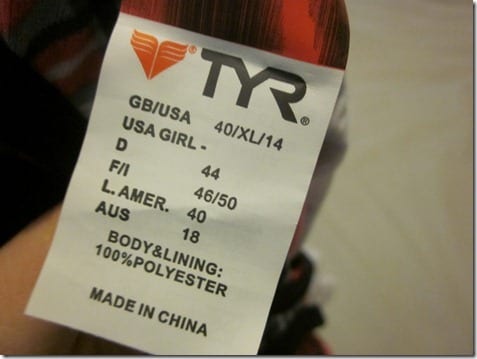 ® TYR®
GB/USA 40/XL/14
USA GIRL -
D 44
F/I 46/50
L. AMER. 40
AUS 18
BODY&LINING:
100%POLYESTER
MADE IN CHINA